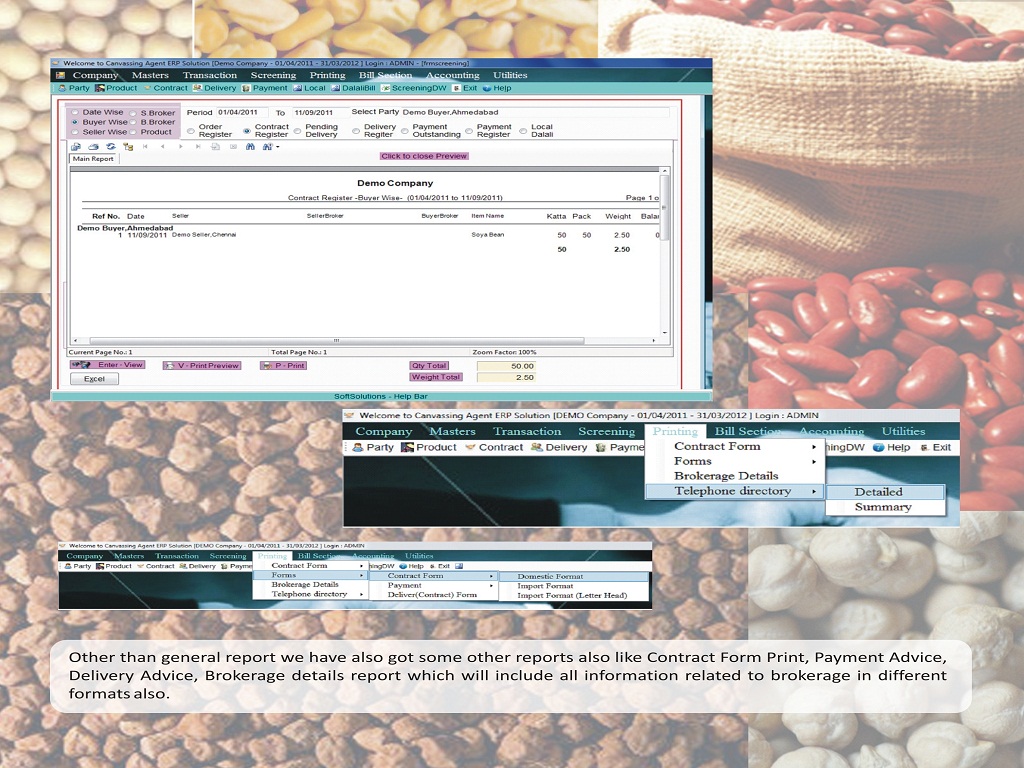 Welcome to Canvassing Agent ERP Solution [Demo Company - 01/04/2011 - 31/03/2012 ] Login : ADMIN - [frmscreening]
Company Masters Transaction Screening Printing Bill Section Accounting Utilities
Party Product Contract Delivery Payment Local DalaliBill ScreeningDW Exit Help
Date Wise S.Broker Period 01/04/2011 To 11/09/2011 Select Party Demo Buyer,Ahmedabad
Buyer Wise B.Broker Order Register Contract Register Pending Delivery Delivery Regiter Payment Outstanding Payment Register Local Dalali
Seller Wise Product
Main Report Click to close Preview
Demo Company
Contract Register -Buyer Wise- (01/04/2011 to 11/09/2011) Page 1 o
Ref No. Date Seller SellerBroker BuyerBroker Item Name Katta Pack Weight Balan
Demo Buyer,Ahmedabad
1 11/09/2011 Demo Seller,Chennai Soya Bean 50 50 2.50 0
50 2.50
Current Page No.: 1 Total Page No.: 1 Zoom Factor: 100%
Enter - View V - Print Preview P - Print Qty Total 50.00
Excel Weight Total 2.50
SoftSolutions - Help Bar
Welcome to Canvassing Agent ERP Solution [DEMO Company - 01/04/2011 - 31/03/2012 ] Login : ADMIN
Company Masters Transaction Screening Printing Bill Section Accounting Utilities
Party Product Contract Delivery Payme Contract Form ningDW Help Exit
Forms
Brokerage Details
Telephone directory Detailed
Summary
Welcome to Canvassing Agent ERP Solution [DEMO Company - 01/04/2011 - 31/03/2012 ] Login : ADMIN
Company Masters Transaction Screening Printing Bill Section Accounting Utilities
Party Product Contract Delivery Payme Contract Form ningDW Help Exit
Forms Contract Form Domestic Format
Brokerage Details Payment Import Format
Telephone directory Deliver(Contract) Form Import Format (Letter Head)
Other than general report we have also got some other reports also like Contract Form Print, Payment Advice,
Delivery Advice, Brokerage details report which will include all information related to brokerage in different
formats also.